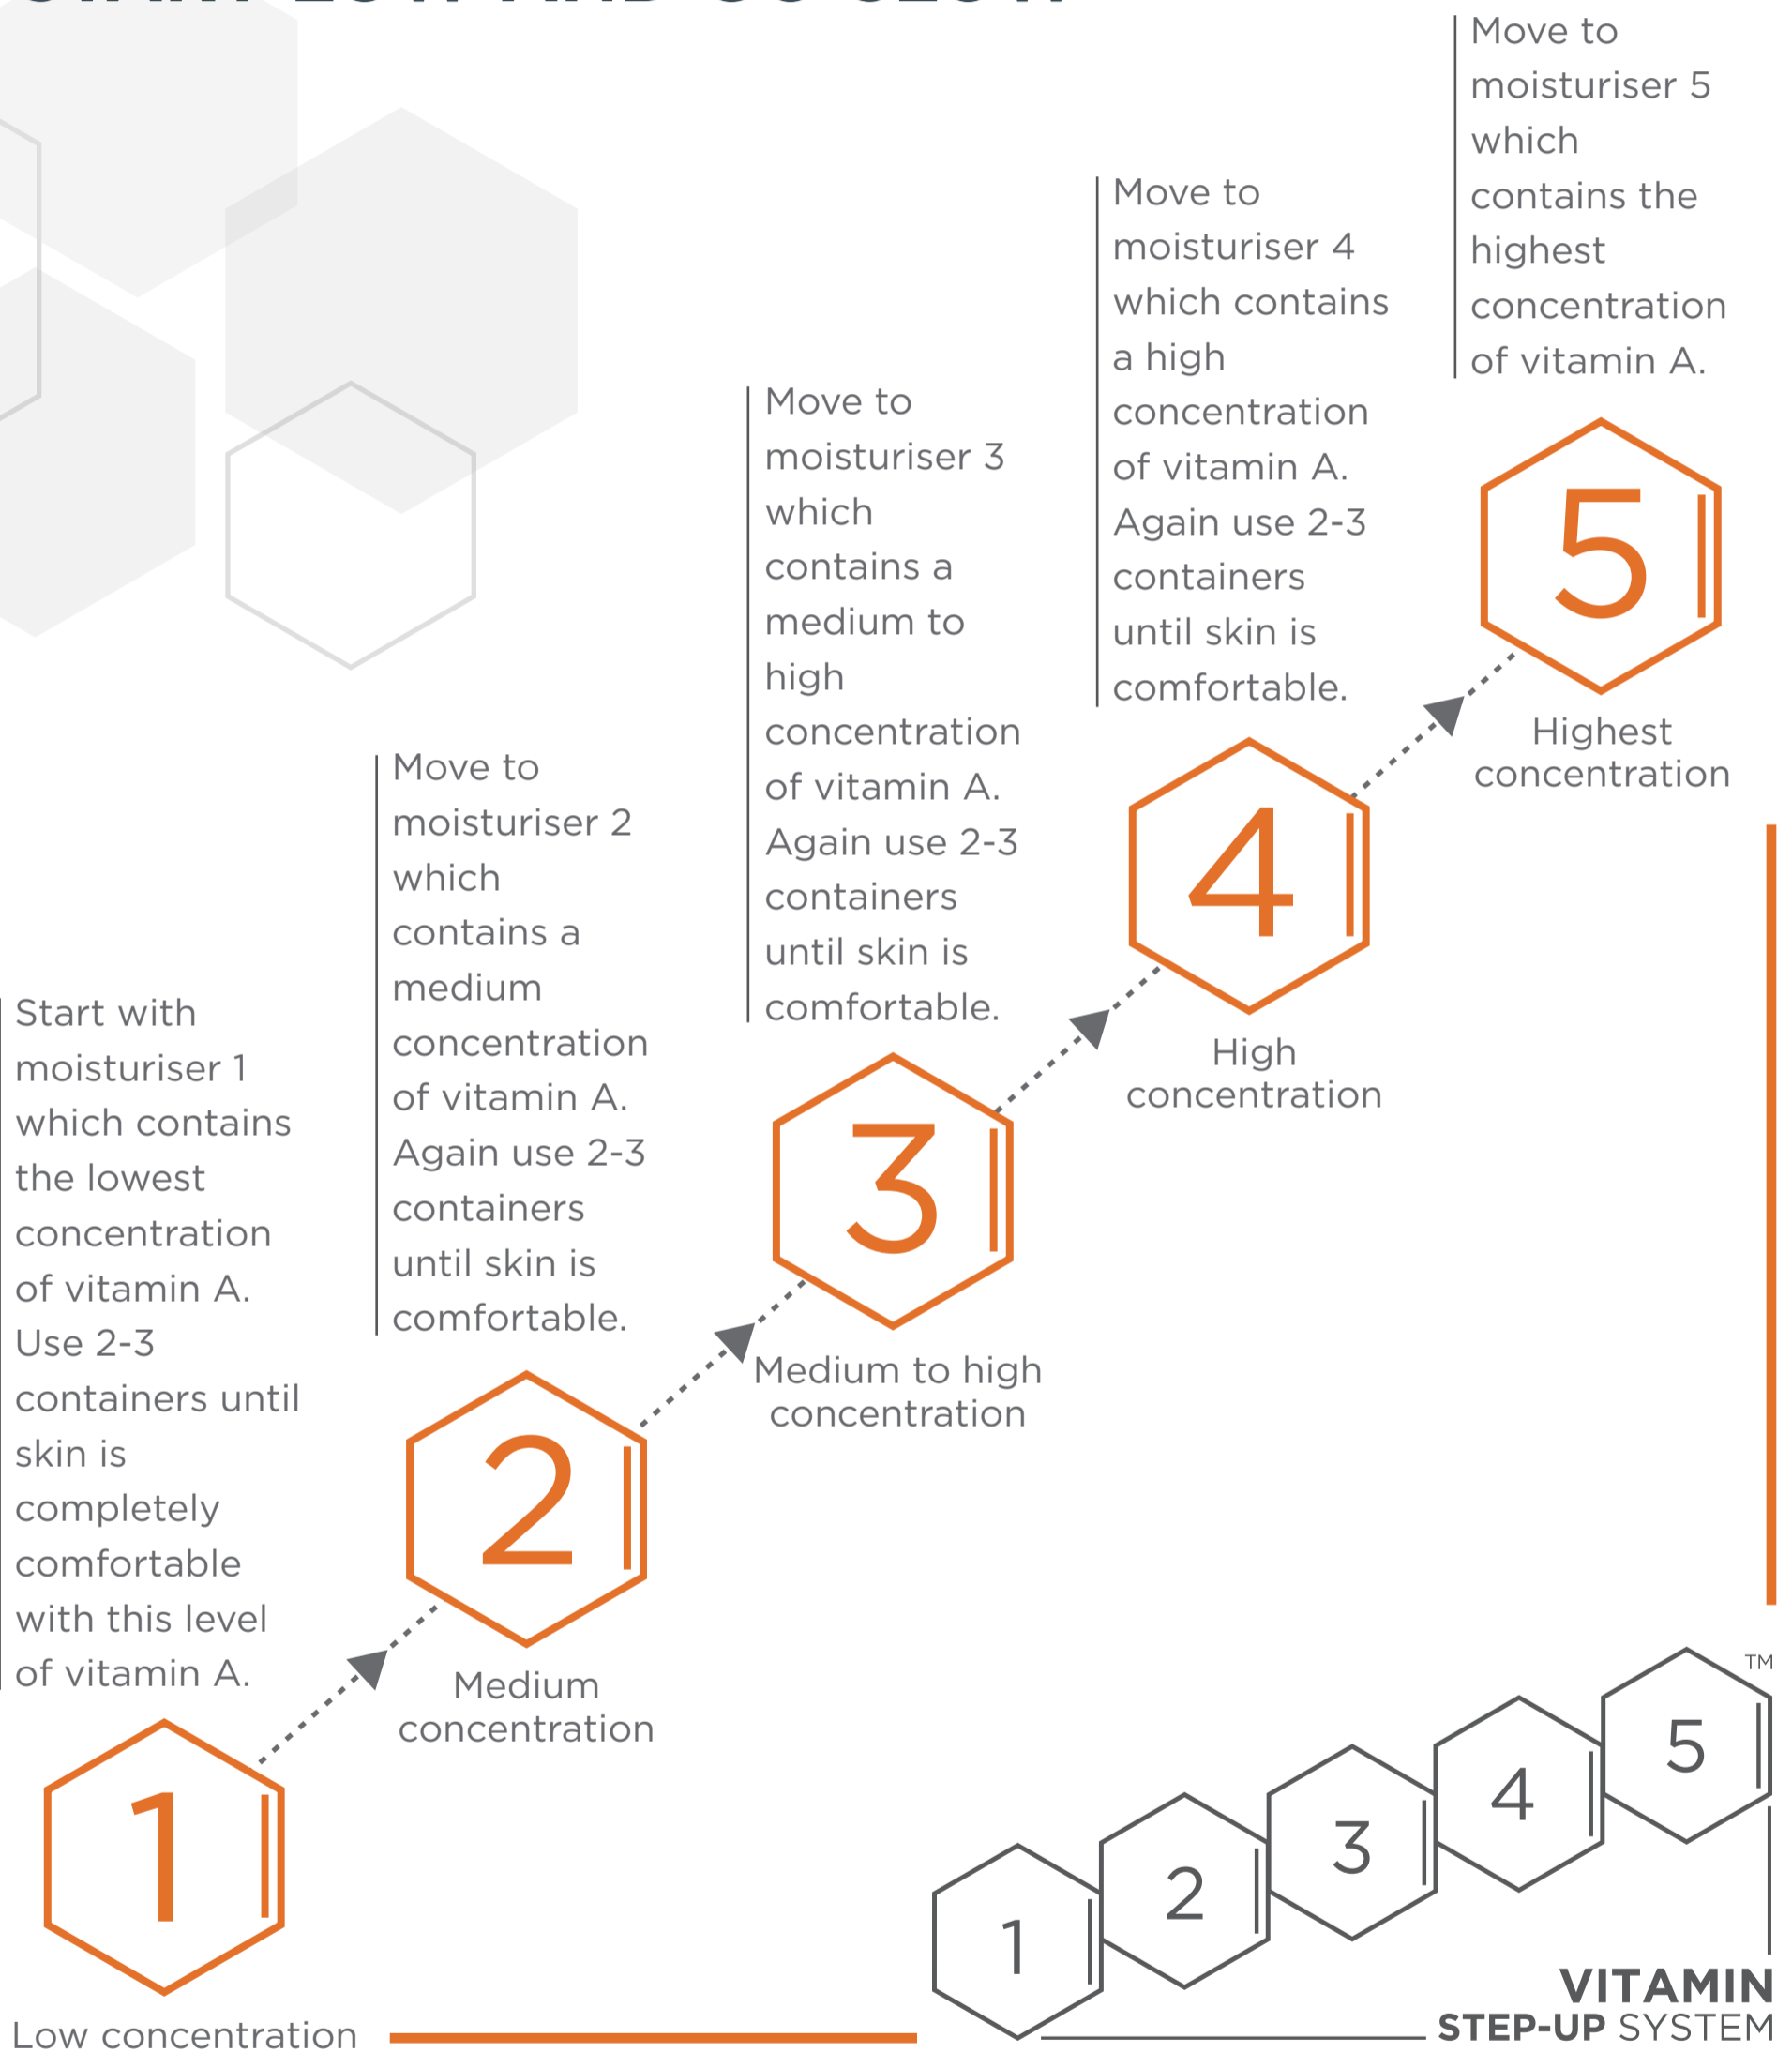 START LOW AND GO SLOW
Start with
moisturiser 1
which contains
the lowest
concentration
of vitamin A.
Use 2-3
containers until
skin is
completely
comfortable
with this level
of vitamin A.
1
Low concentration
Move to
moisturiser 2
which
contains a
medium
concentration
of vitamin A.
Again use 2-3
containers
until skin is
comfortable.
2
Medium
concentration
Move to
moisturiser 3
which
contains a
medium to
high
concentration
of vitamin A.
Again use 2-3
containers
until skin is
comfortable.
3
Medium to high
concentration
Move to
moisturiser 4
which contains
a high
concentration
of vitamin A.
Again use 2-3
containers
until skin is
comfortable.
4
High
concentration
Move to
moisturiser 5
which
contains the
highest
concentration
of vitamin A.
5
Highest
concentration
1 2 3 4 5 TM
VITAMIN
STEP-UP SYSTEM